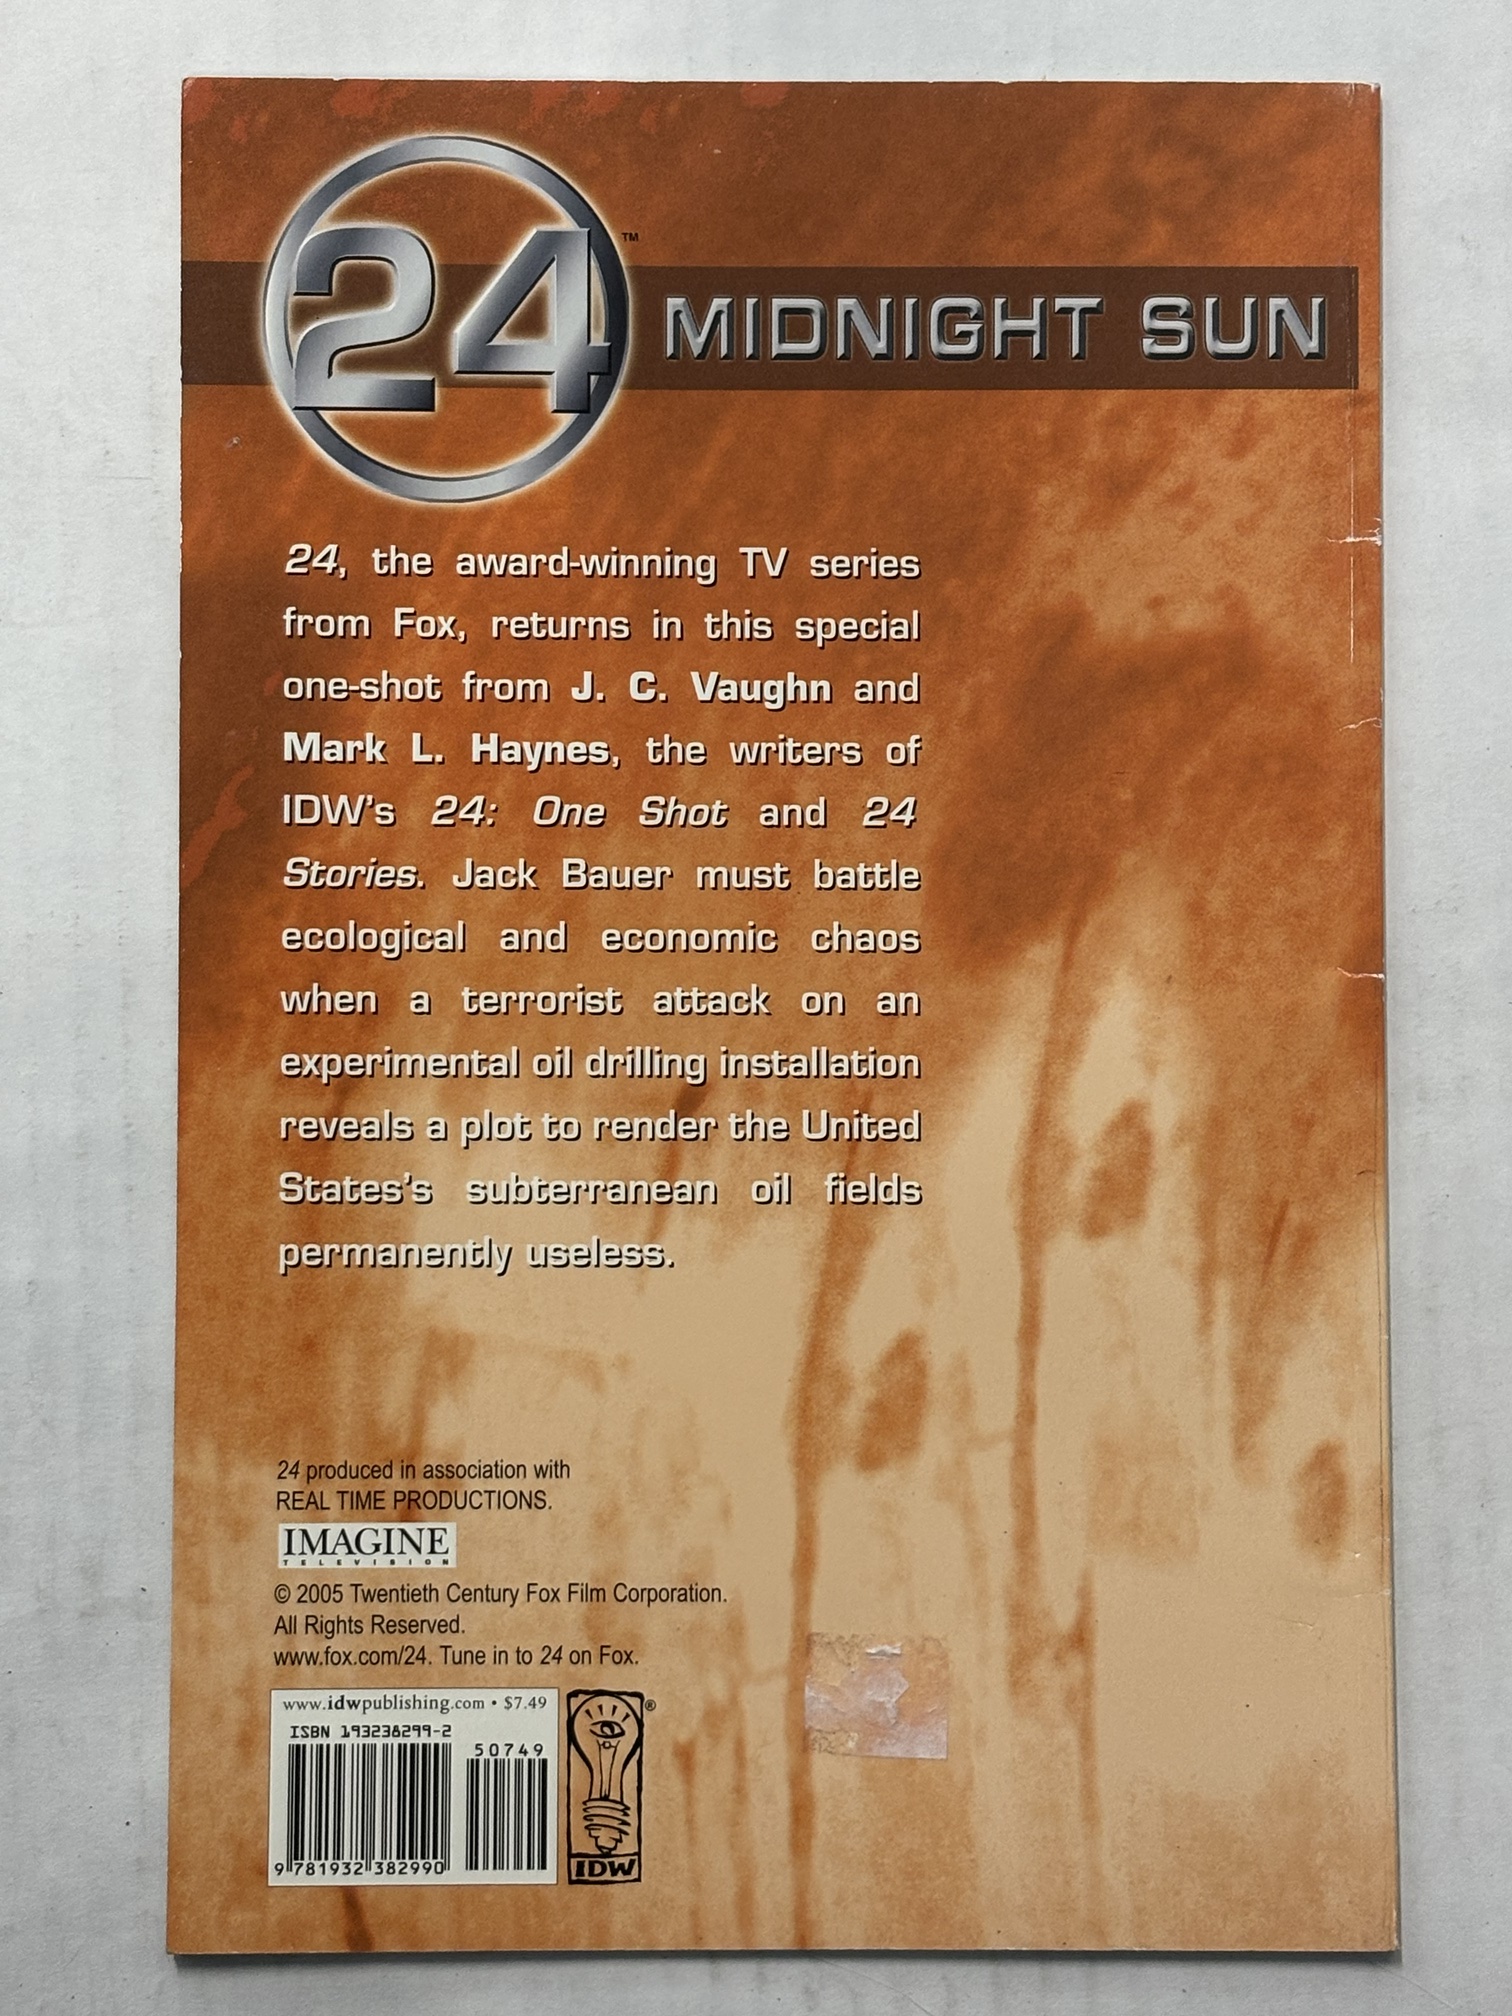 24™
MIDNIGHT SUN
24, the award-winning TV series
from Fox, returns in this special
one-shot from J. C. Vaughn and
Mark L. Haynes, the writers of
IDW's 24: One Shot and 24
Stories. Jack Bauer must battle
ecological and economic chaos
when a terrorist attack on an
experimental oil drilling installation
reveals a plot to render the United
States's subterranean oil fields
permanently useless.
24 produced in association with
REAL TIME PRODUCTIONS.
IMAGINE
TELEVISION
© 2005 Twentieth Century Fox Film Corporation.
All Rights Reserved.
www.fox.com/24. Tune in to 24 on Fox.
www.idwpublishing.com • $7.49
ISBN 193238299-2
50749
9 781932 382990
IDW®